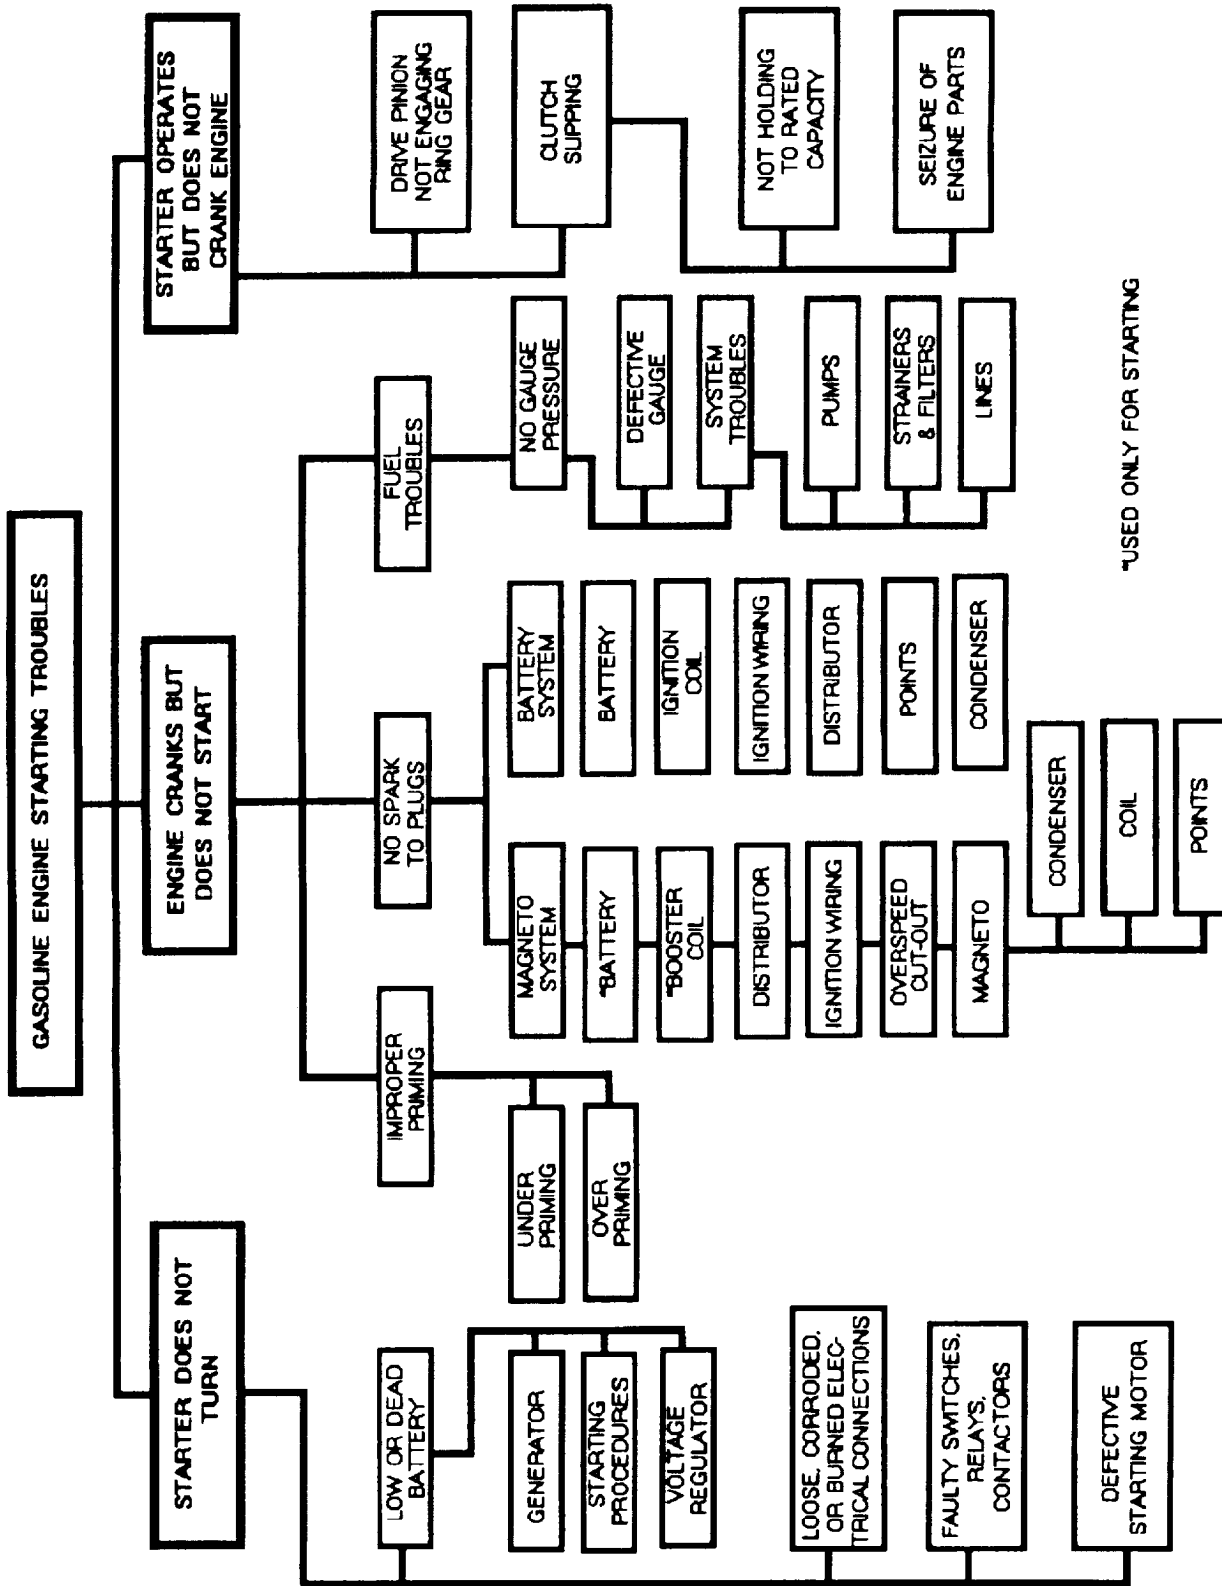 GASOLINE ENGINE STARTING TROUBLES
STARTER DOES NOT
TURN
LOW OR DEAD
BATTERY
GENERATOR
STARTING
PROCEDURES
VOLTAGE
REGULATOR
LOOSE, CORRODED,
OR BURNED ELEC-
TRICAL CONNECTIONS
FAULTY SWITCHES,
RELAYS,
CONTACTORS
DEFECTIVE
STARTING MOTOR
ENGINE CRANKS BUT
DOES NOT START
IMPROPER
PRIMING
UNDER
PRIMING
OVER
PRIMING
NO SPARK
TO PLUGS
MAGNETO
SYSTEM
*BATTERY
*BOOSTER
COIL
DISTRIBUTOR
IGNITION WIRING
OVERSPEED
CUT-OUT
MAGNETO
CONDENSER
COIL
POINTS
BATTERY
SYSTEM
BATTERY
IGNITION
COIL
IGNITION WIRING
DISTRIBUTOR
POINTS
CONDENSER
FUEL
TROUBLES
NO GAUGE
PRESSURE
DEFECTIVE
GAUGE
SYSTEM
TROUBLES
PUMPS
STRAINERS
& FILTERS
LINES
STARTER OPERATES
BUT DOES NOT
CRANK ENGINE
DRIVE PINION
NOT ENGAGING
RING GEAR
CLUTCH
SLIPPING
NOT HOLDING
TO RATED
CAPACITY
SEIZURE OF
ENGINE PARTS
*USED ONLY FOR STARTING